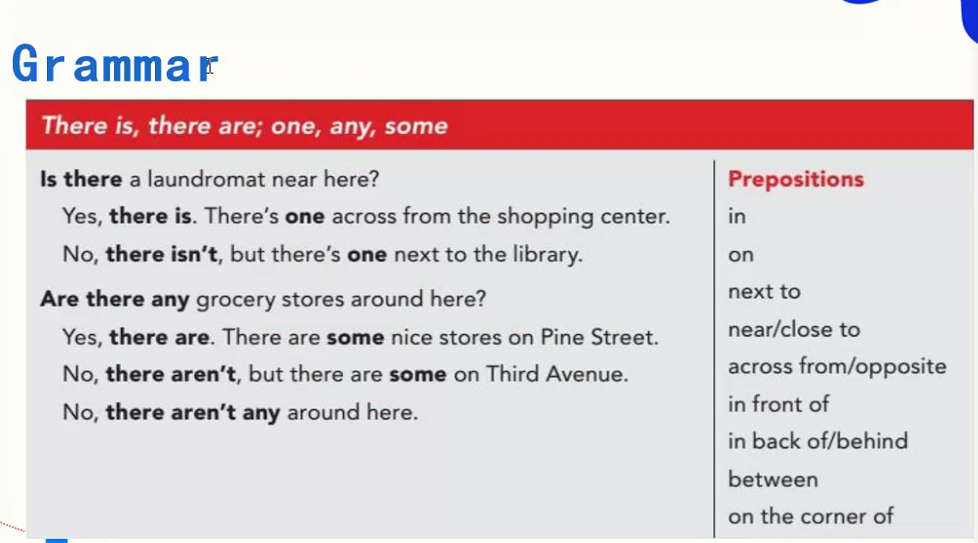 Grammar
There is, there are; one, any, some
Is there a laundromat near here?
Yes, there is. There's one across from the shopping center.
No, there isn't, but there's one next to the library.
Are there any grocery stores around here?
Yes, there are. There are some nice stores on Pine Street.
No, there aren't, but there are some on Third Avenue.
No, there aren't any around here.
Prepositions
in
on
next to
near/close to
across from/opposite
in front of
in back of/behind
between
on the corner of